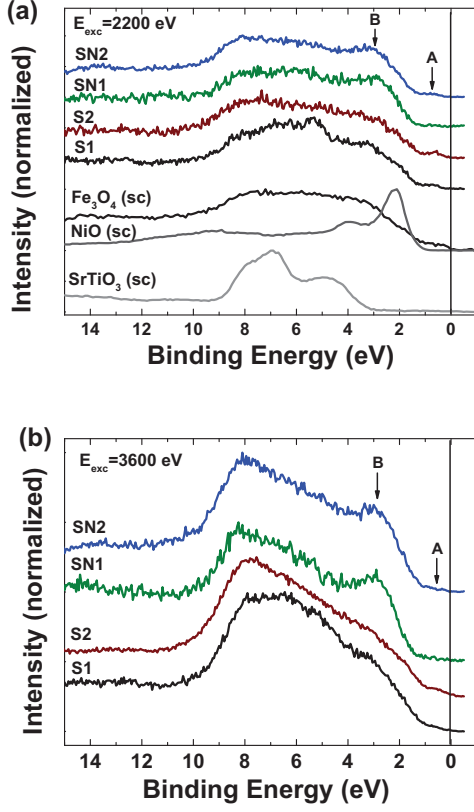 (a)
E_exc=2200 eV
B
A
SN2
SN1
S2
S1
Fe₃O₄ (sc)
NiO (sc)
SrTiO₃ (sc)
Intensity (normalized)
14 12 10 8 6 4 2 0
Binding Energy (eV)
(b)
E_exc=3600 eV
B
A
SN2
SN1
S2
S1
Intensity (normalized)
14 12 10 8 6 4 2 0
Binding Energy (eV)